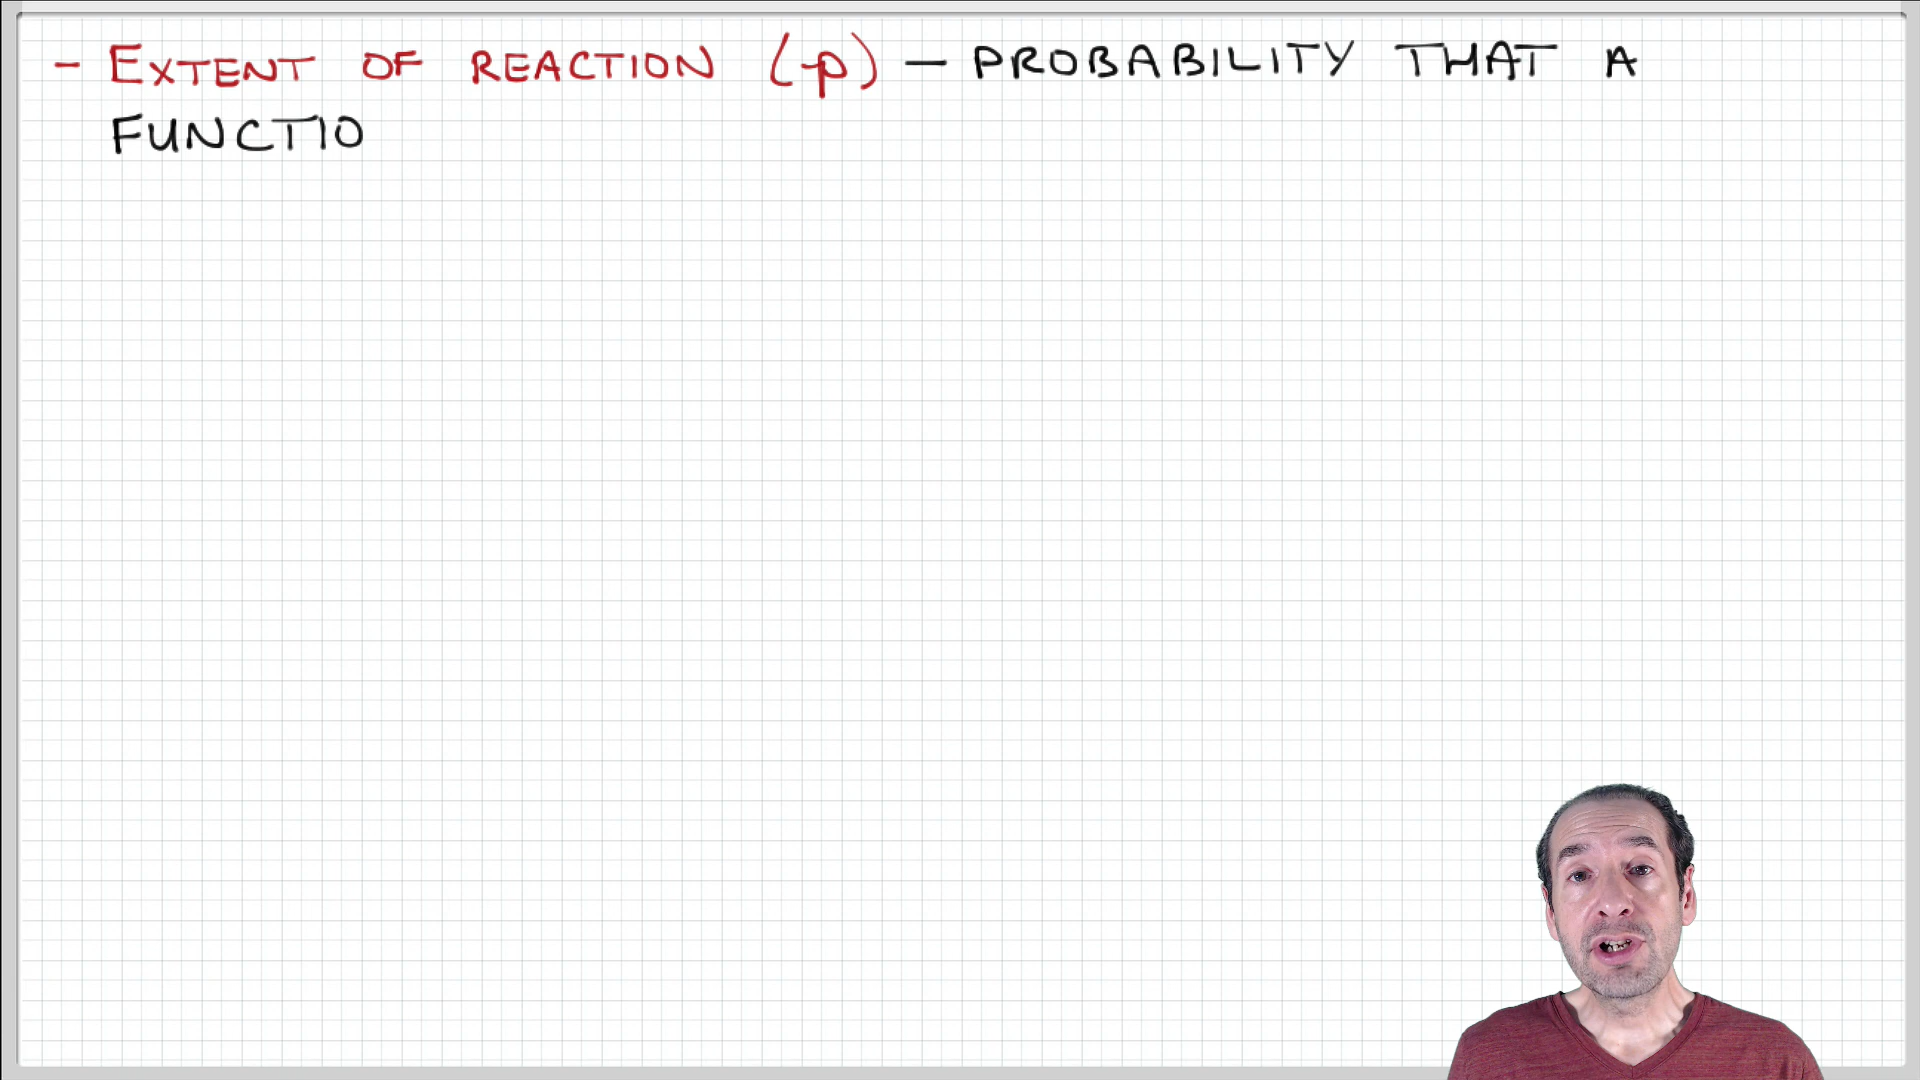 - EXTENT OF REACTION (p) — PROBABILITY THAT A
FUNCTIO